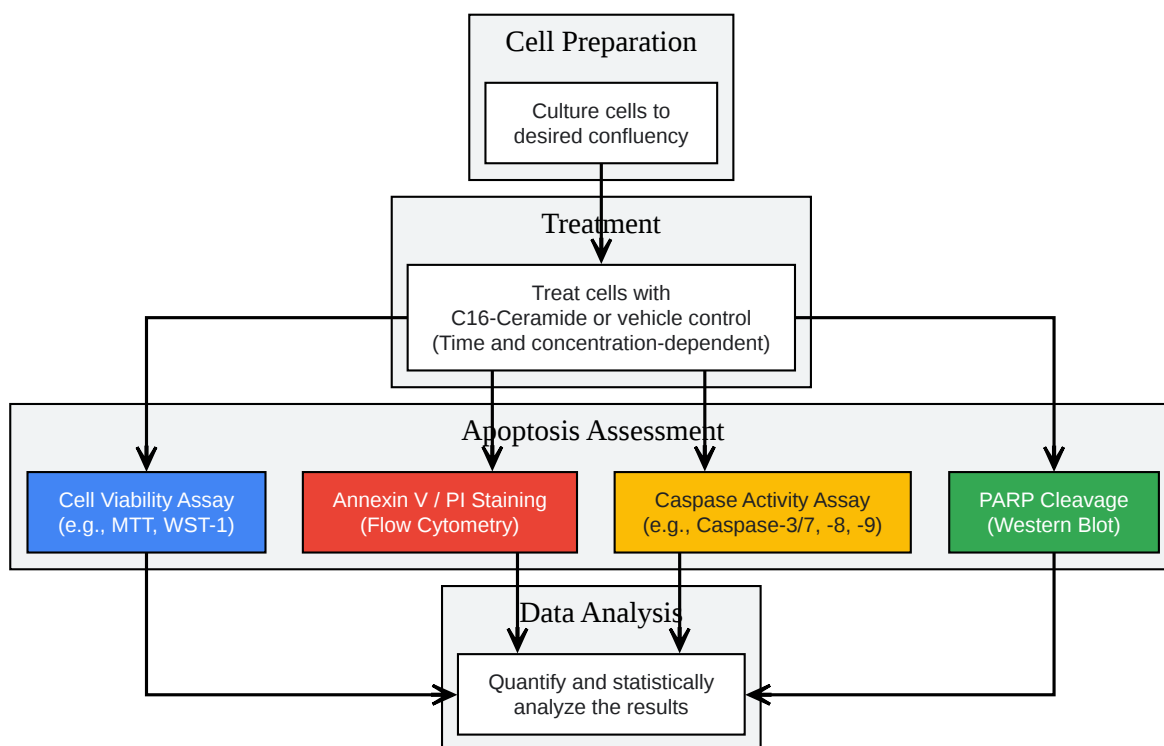 Cell Preparation
Culture cells to
desired confluency
Treatment
Treat cells with
C16-Ceramide or vehicle control
(Time and concentration-dependent)
Apoptosis Assessment
Cell Viability Assay
(e.g., MTT, WST-1)
Annexin V / PI Staining
(Flow Cytometry)
Caspase Activity Assay
(e.g., Caspase-3/7, -8, -9)
PARP Cleavage
(Western Blot)
Data Analysis
Quantify and statistically
analyze the results